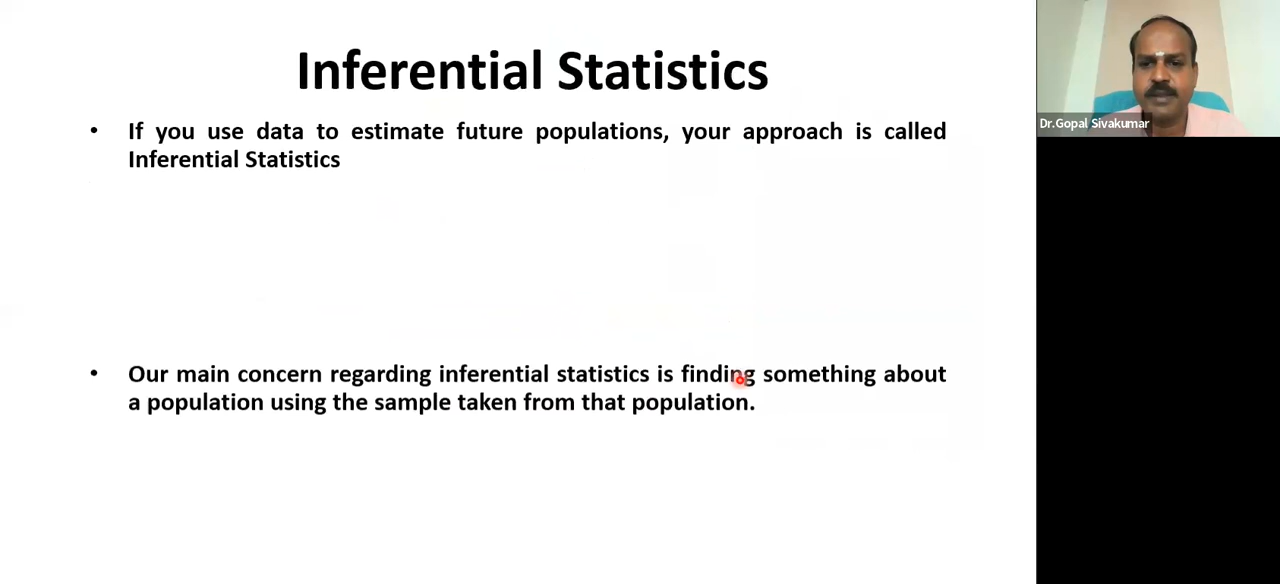 Inferential Statistics
• If you use data to estimate future populations, your approach is called
Inferential Statistics
• Our main concern regarding inferential statistics is finding something about
a population using the sample taken from that population.
Dr.Gopal Sivakumar